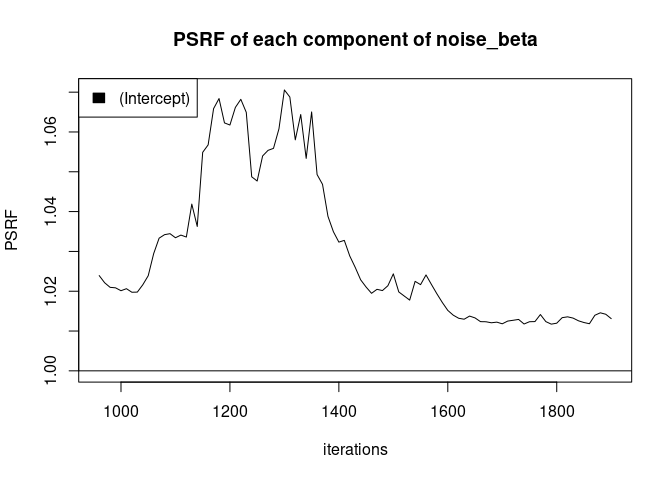 PSRF of each component of noise_beta
(Intercept)
PSRF
1.06
1.04
1.02
1.00
1000 1200 1400 1600 1800
iterations